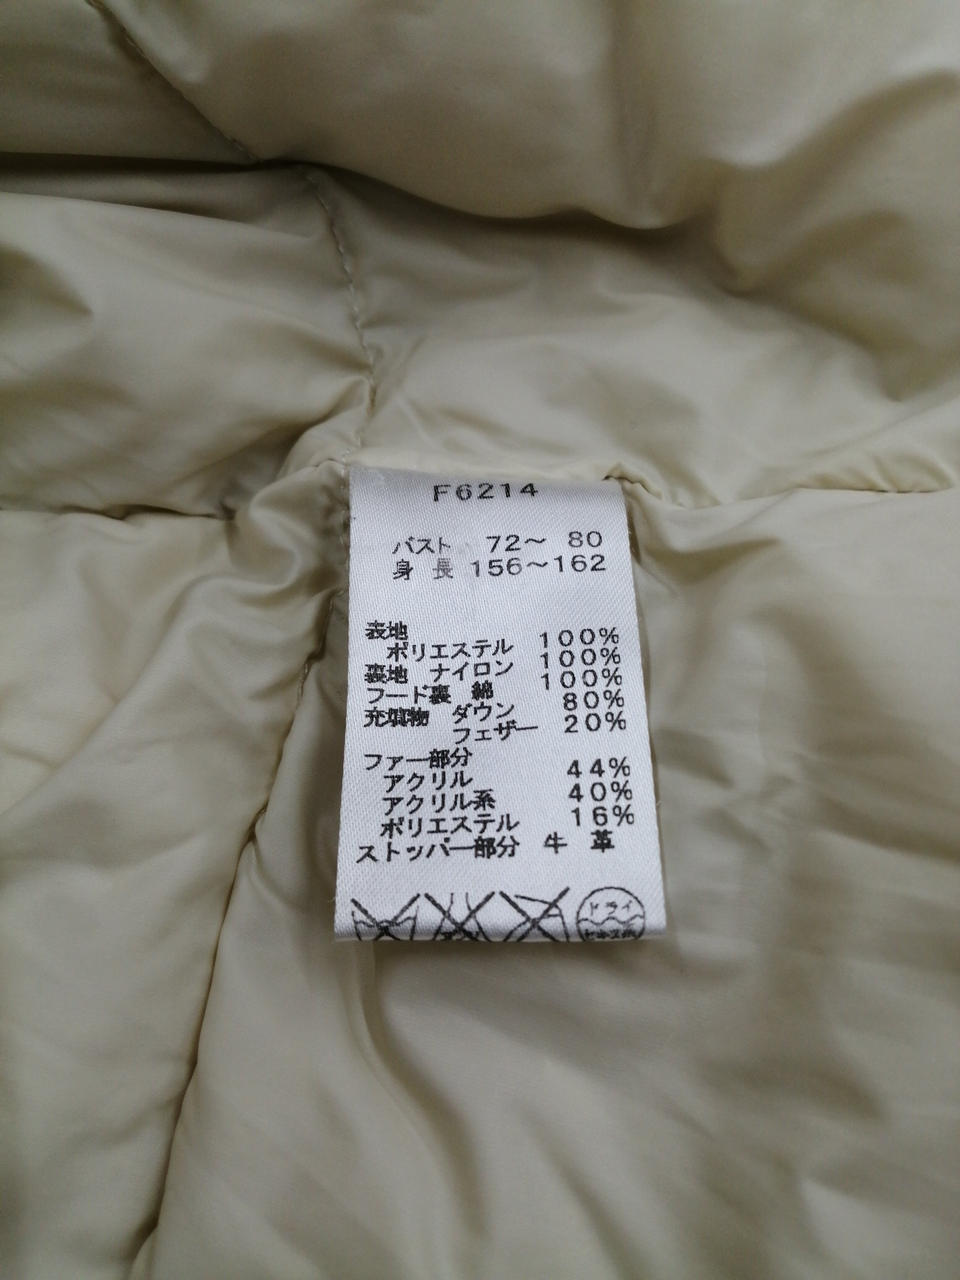 F6214
バスト 72～ 80
身 長 156～162
表地
ポリエステル 100%
裏地 ナイロン 100%
フード裏 綿 100%
充填物 ダウン 80%
フェザー 20%
ファー部分
アクリル 44%
アクリル系 40%
ポリエステル 16%
ストッパー部分 牛 革
ドライ